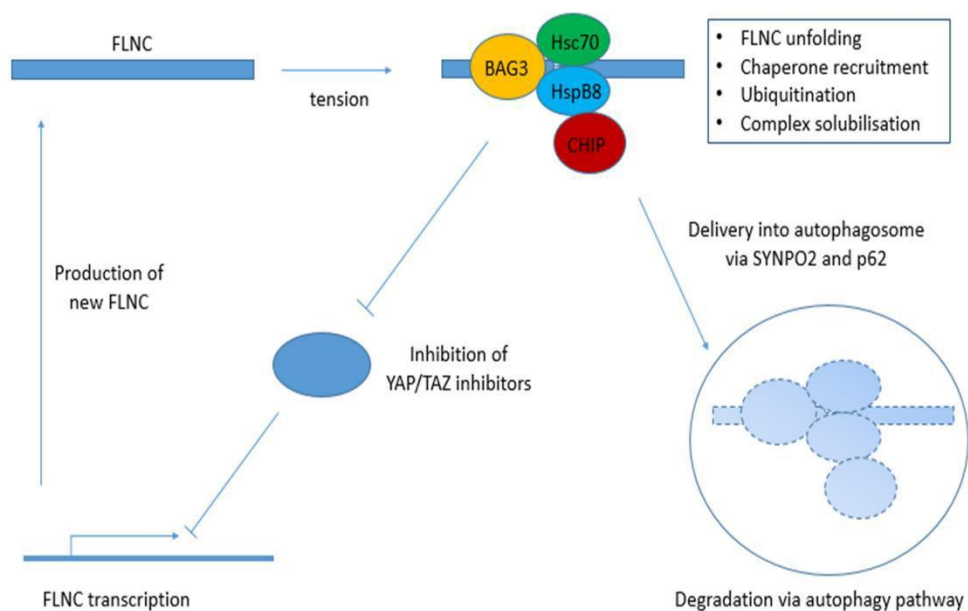 FLNC
tension
BAG3
Hsc70
HspB8
CHIP
• FLNC unfolding
• Chaperone recruitment
• Ubiquitination
• Complex solubilisation
Delivery into autophagosome
via SYNPO2 and p62
Production of
new FLNC
Inhibition of
YAP/TAZ inhibitors
FLNC transcription
Degradation via autophagy pathway